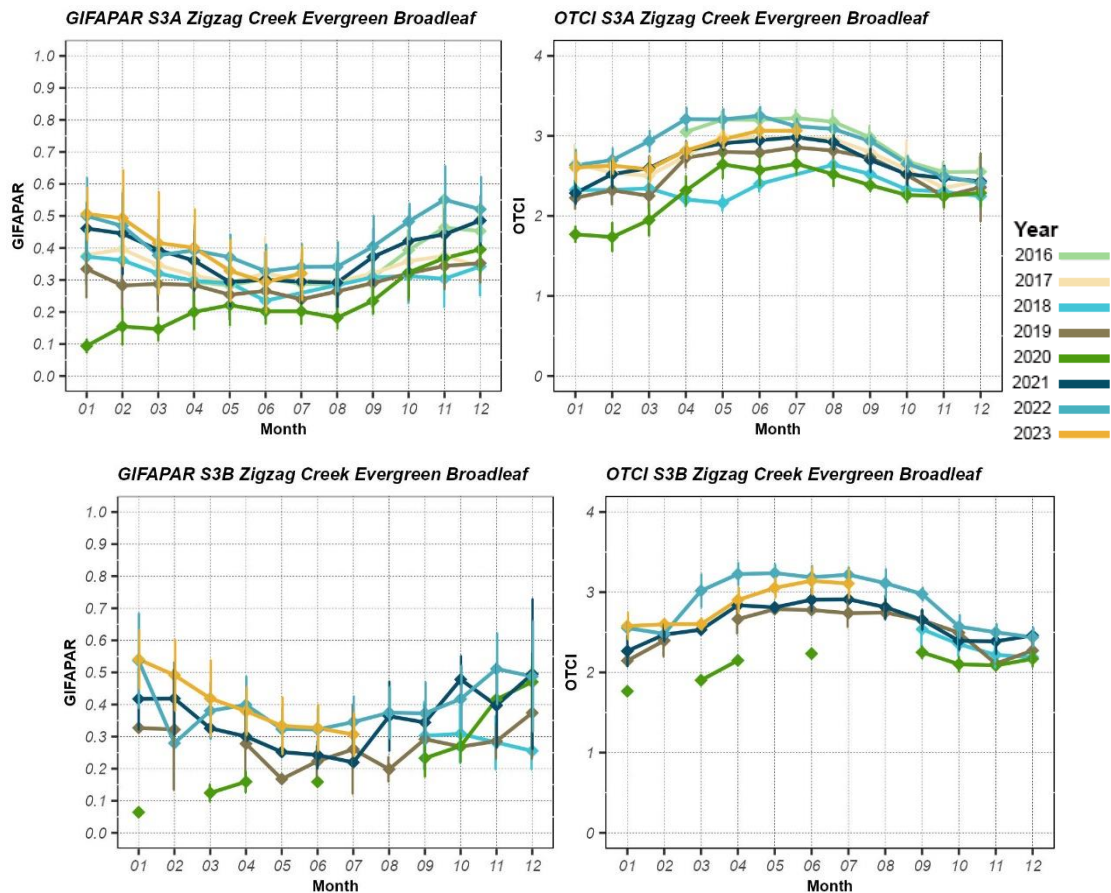 GIFAPAR S3A Zigzag Creek Evergreen Broadleaf
GIFAPAR
1.0
0.9
0.8
0.7
0.6
0.5
0.4
0.3
0.2
0.1
0.0
01 02 03 04 05 06 07 08 09 10 11 12
Month
OTCI S3A Zigzag Creek Evergreen Broadleaf
OTCI
4
3
2
1
0
01 02 03 04 05 06 07 08 09 10 11 12
Month
Year
2016
2017
2018
2019
2020
2021
2022
2023
GIFAPAR S3B Zigzag Creek Evergreen Broadleaf
GIFAPAR
1.0
0.9
0.8
0.7
0.6
0.5
0.4
0.3
0.2
0.1
0.0
01 02 03 04 05 06 07 08 09 10 11 12
Month
OTCI S3B Zigzag Creek Evergreen Broadleaf
OTCI
4
3
2
1
0
01 02 03 04 05 06 07 08 09 10 11 12
Month